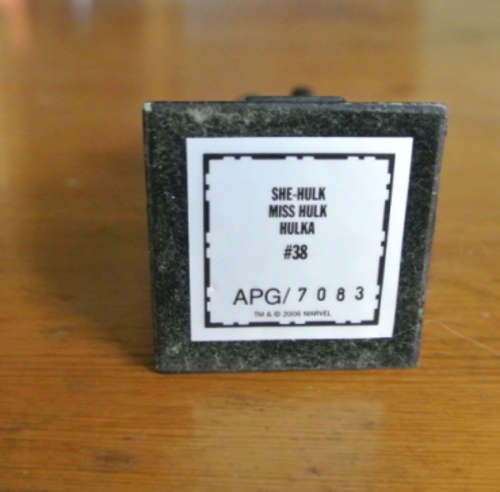 SHE-HULK
MISS HULK
HULKA
#38
APG/7083
TM & © 2006 MARVEL